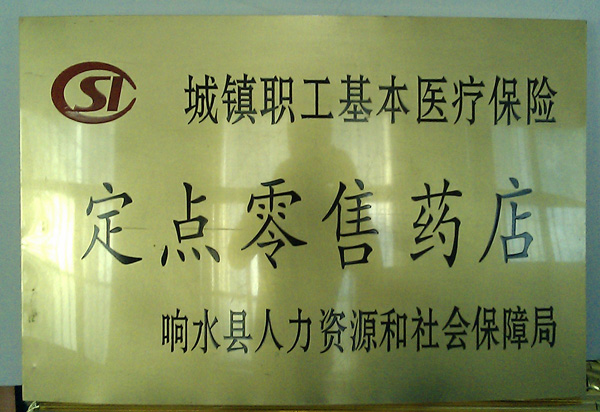 CSI 城镇职工基本医疗保险
定点零售药店
响水县人力资源和社会保障局